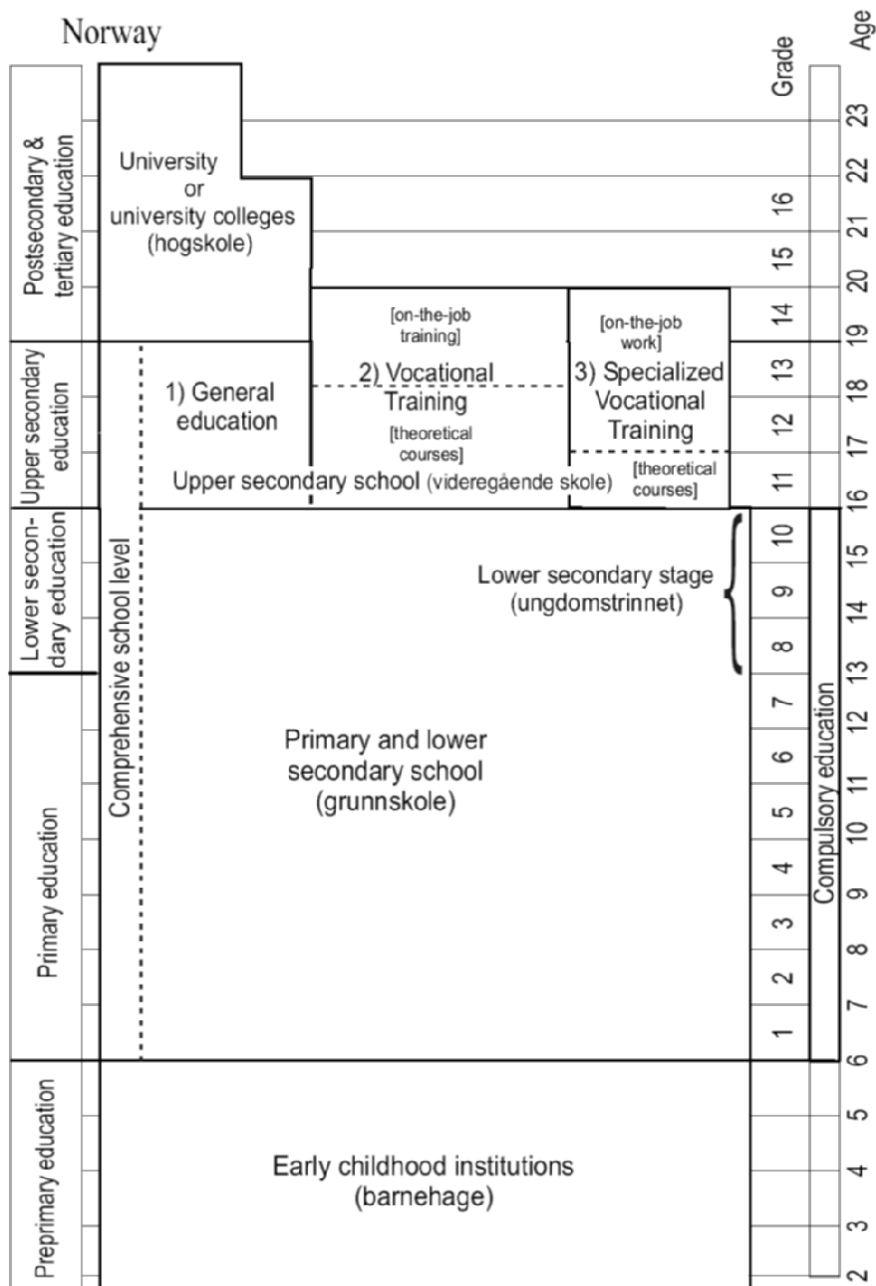 Norway
Grade
Age
Postsecondary &
tertiary education
Upper secondary
education
Lower secon-
dary education
Primary education
Preprimary education
University
or
university colleges
(hogskole)
[on-the-job
training]
[on-the-job
work]
1) General
education
2) Vocational
Training
3) Specialized
Vocational
Training
[theoretical
courses]
[theoretical
courses]
Upper secondary school (videregående skole)
Comprehensive school level
Lower secondary stage
(ungdomstrinnet)
Primary and lower
secondary school
(grunnskole)
Early childhood institutions
(barnehage)
16
15
14
13
12
11
10
9
8
7
6
5
4
3
2
1
Compulsory education
23
22
21
20
19
18
17
16
15
14
13
12
11
10
9
8
7
6
5
4
3
2